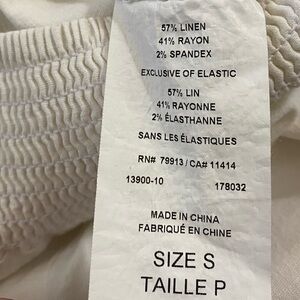 57% LINEN
41% RAYON
2% SPANDEX
EXCLUSIVE OF ELASTIC
57% LIN
41% RAYONNE
2% ÉLASTHANNE
SANS LES ÉLASTIQUES
RN# 79913 / CA# 11414
13900-10 178032
MADE IN CHINA
FABRIQUÉ EN CHINE
SIZE S
TAILLE P